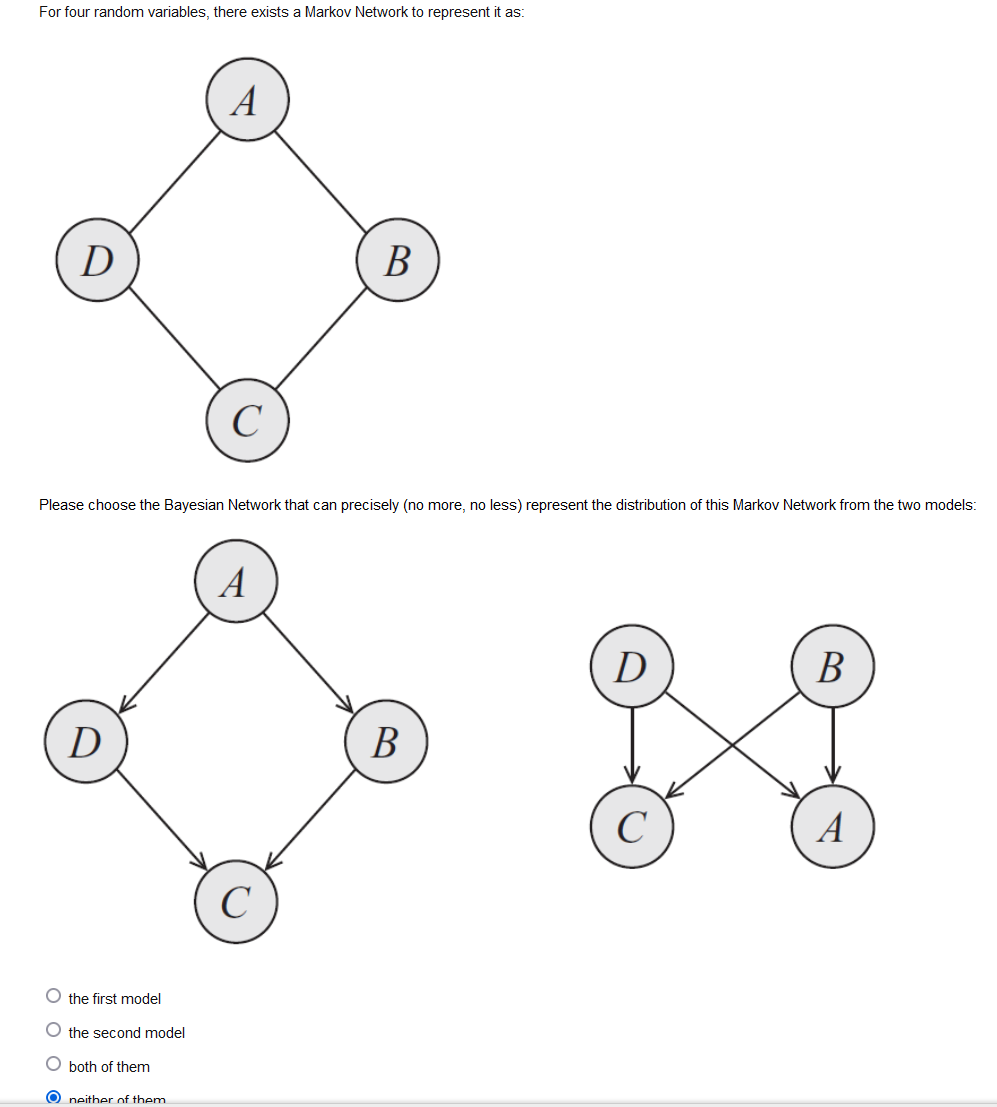 For four random variables, there exists a Markov Network to represent it as:
A
D B
C
Please choose the Bayesian Network that can precisely (no more, no less) represent the distribution of this Markov Network from the two models:
A
D B
D B
C A
C
the first model
the second model
both of them
neither of them